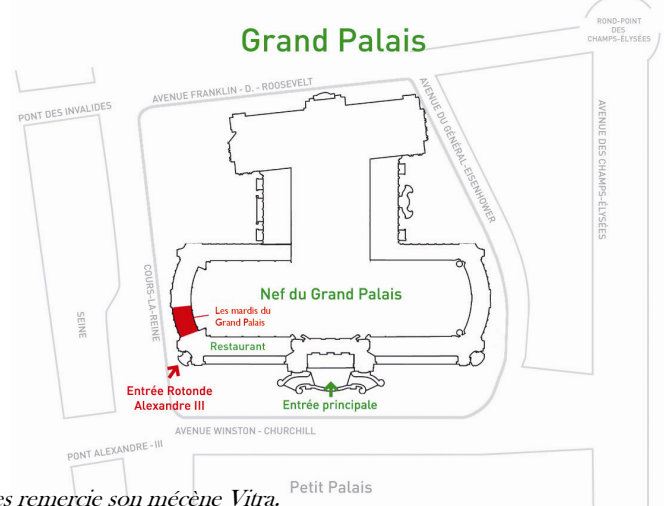 Grand Palais
ROND-POINT
DES
CHAMPS-ÉLYSÉES
AVENUE FRANKLIN - D. - ROOSEVELT
PONT DES INVALIDES
AVENUE DU GÉNÉRAL-EISENHOWER
AVENUE DES CHAMPS-ÉLYSÉES
COURS-LA-REINE
SEINE
Nef du Grand Palais
Les mardis du
Grand Palais
Restaurant
Entrée Rotonde
Alexandre III
Entrée principale
AVENUE WINSTON - CHURCHILL
PONT ALEXANDRE - III
Petit Palais
es remercie son mécène Vitra.